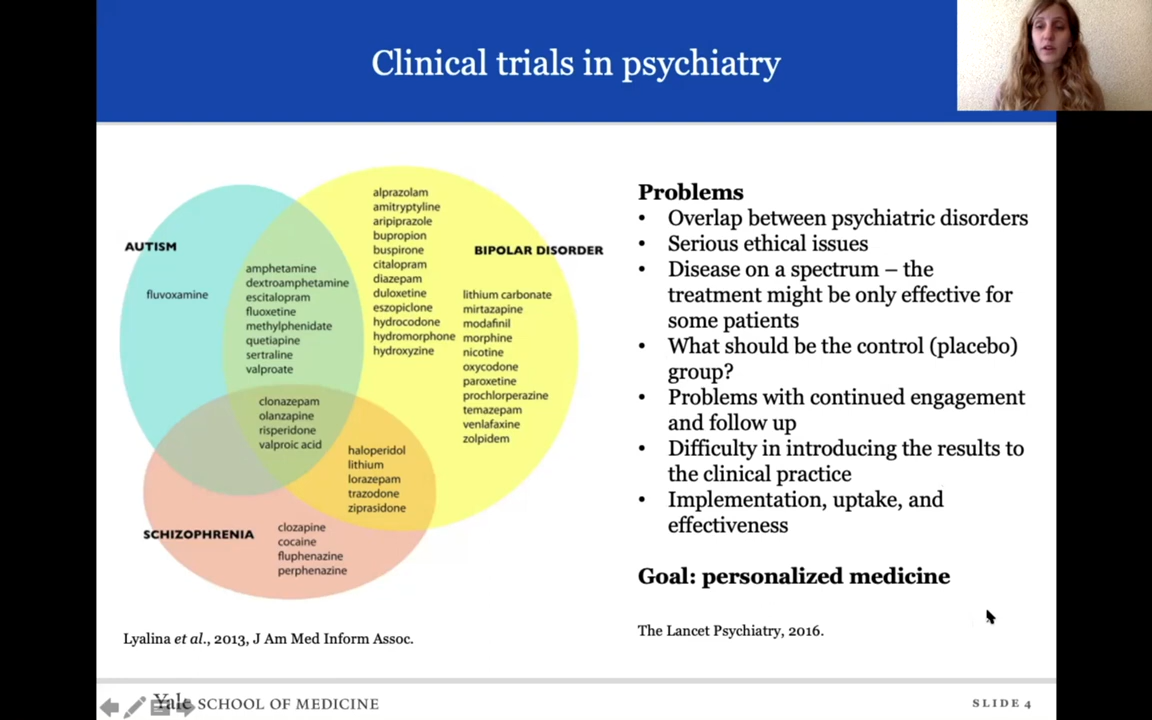 Clinical trials in psychiatry
AUTISM
fluvoxamine
amphetamine
dextroamphetamine
escitalopram
fluoxetine
methylphenidate
quetiapine
sertraline
valproate
alprazolam
amitryptyline
aripiprazole
bupropion
buspirone
citalopram
diazepam
duloxetine
eszopiclone
hydrocodone
hydromorphone
hydroxyzine
BIPOLAR DISORDER
lithium carbonate
mirtazapine
modafinil
morphine
nicotine
oxycodone
paroxetine
prochlorperazine
temazepam
venlafaxine
zolpidem
clonazepam
olanzapine
risperidone
valproic acid
haloperidol
lithium
lorazepam
trazodone
ziprasidone
SCHIZOPHRENIA
clozapine
cocaine
fluphenazine
perphenazine
Lyalina et al., 2013, J Am Med Inform Assoc.
Problems
• Overlap between psychiatric disorders
• Serious ethical issues
• Disease on a spectrum – the
treatment might be only effective for
some patients
• What should be the control (placebo)
group?
• Problems with continued engagement
and follow up
• Difficulty in introducing the results to
the clinical practice
• Implementation, uptake, and
effectiveness
Goal: personalized medicine
The Lancet Psychiatry, 2016.
Yale SCHOOL OF MEDICINE
SLIDE 4